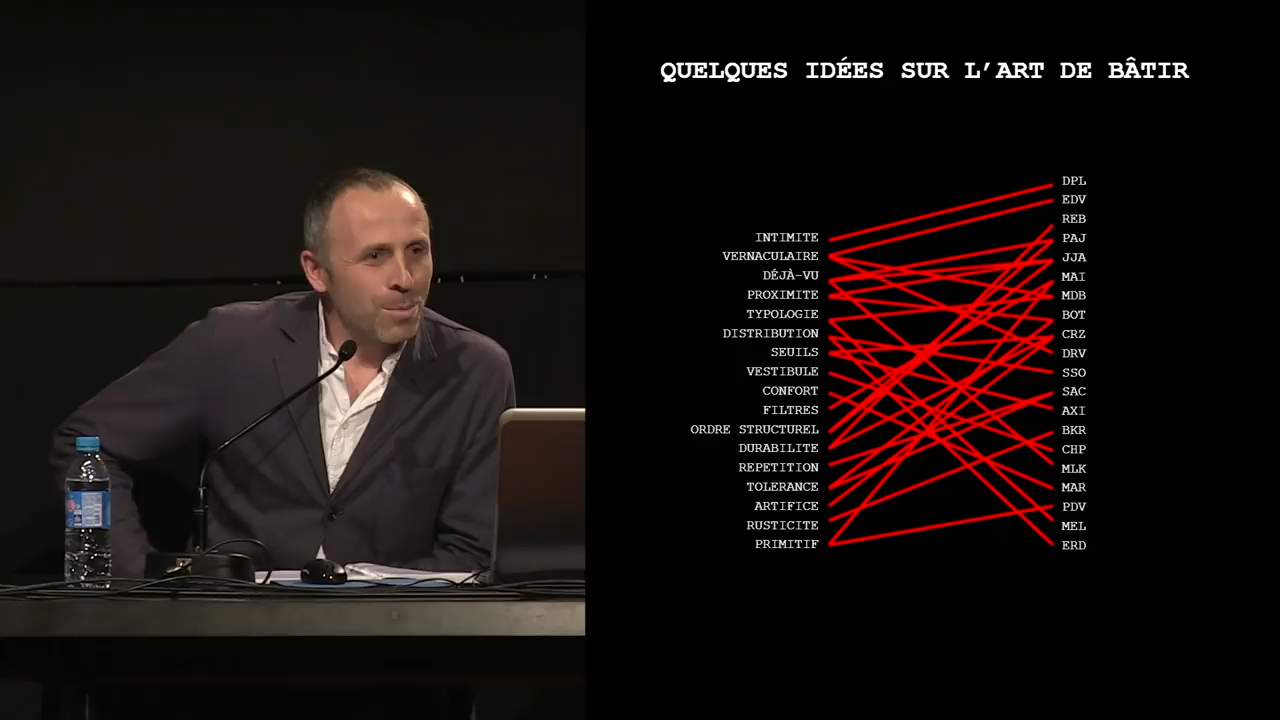 QUELQUES IDÉES SUR L'ART DE BÂTIR
INTIMITE
VERNACULAIRE
DÉJÀ-VU
PROXIMITE
TYPOLOGIE
DISTRIBUTION
SEUILS
VESTIBULE
CONFORT
FILTRES
ORDRE STRUCTUREL
DURABILITE
REPETITION
TOLERANCE
ARTIFICE
RUSTICITE
PRIMITIF
DPL
EDV
REB
PAJ
JJA
MAI
MDB
BOT
CRZ
DRV
SSO
SAC
AXI
BKR
CHP
MLK
MAR
PDV
MEL
ERD